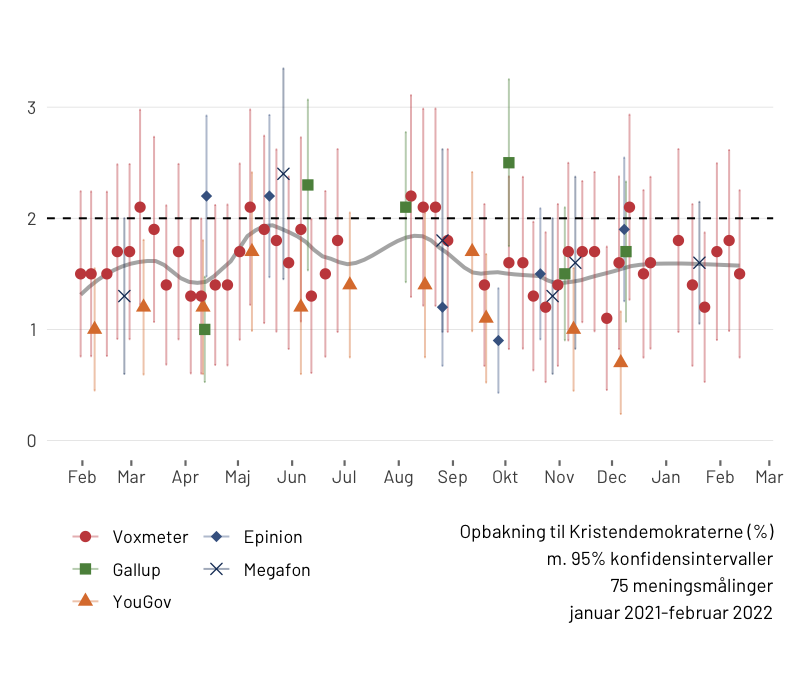 3
2
1
0
Feb Mar Apr Maj Jun Jul Aug Sep Okt Nov Dec Jan Feb Mar
Voxmeter Epinion
Gallup Megafon
YouGov
Opbakning til Kristendemokraterne (%)
m. 95% konfidensintervaller
75 meningsmålinger
januar 2021-februar 2022